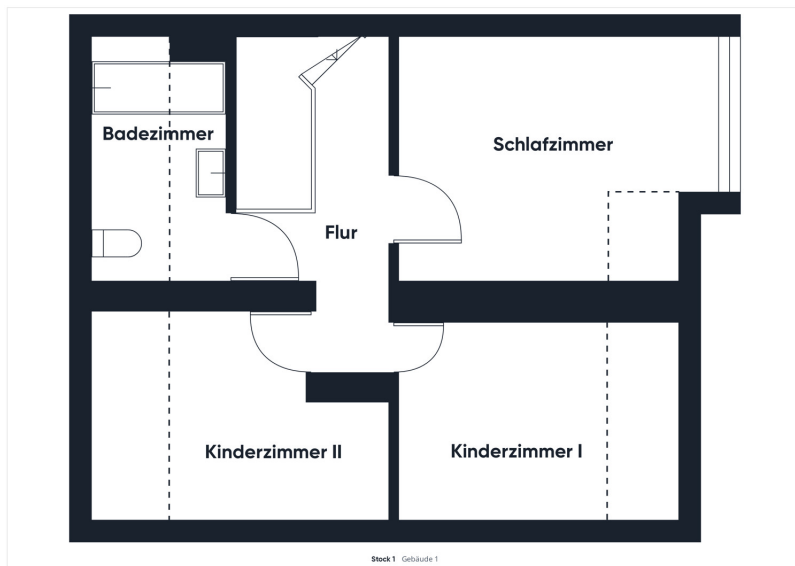 Badezimmer
Schlafzimmer
Flur
Kinderzimmer II
Kinderzimmer I
Stock 1 Gebäude 1